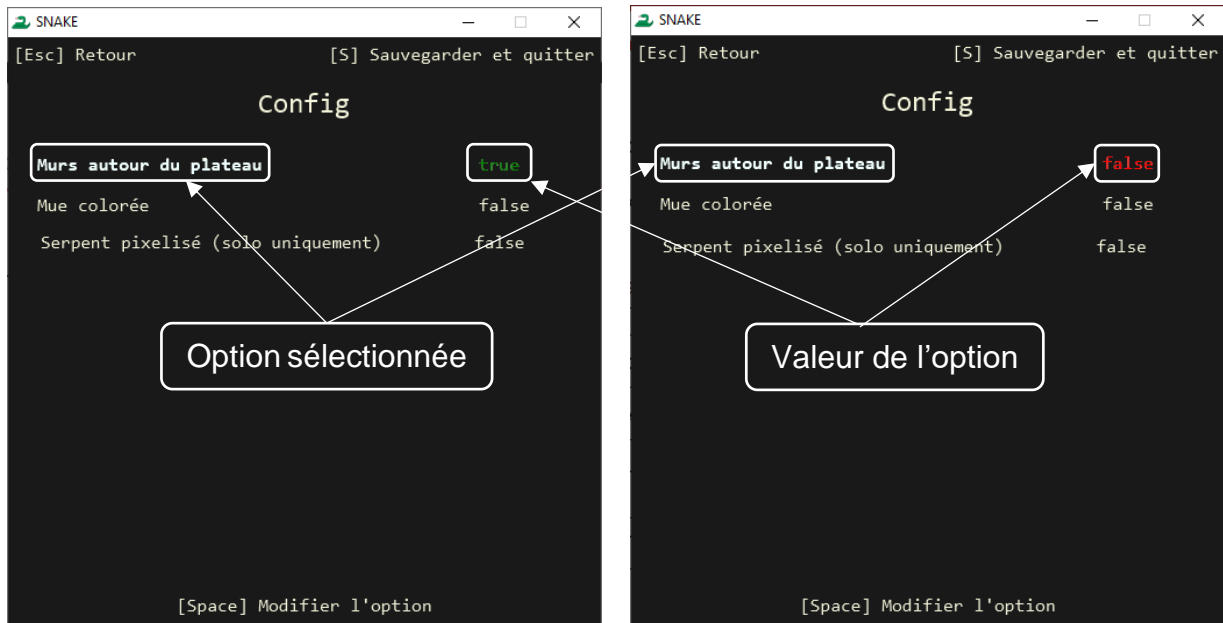 SNAKE
[Esc] Retour [S] Sauvegarder et quitter
Config
Murs autour du plateau true
Mue colorée false
Serpent pixelisé (solo uniquement) false
Option sélectionnée
[Space] Modifier l'option
SNAKE
[Esc] Retour [S] Sauvegarder et quitter
Config
Murs autour du plateau false
Mue colorée false
Serpent pixelisé (solo uniquement) false
Valeur de l’option
[Space] Modifier l'option